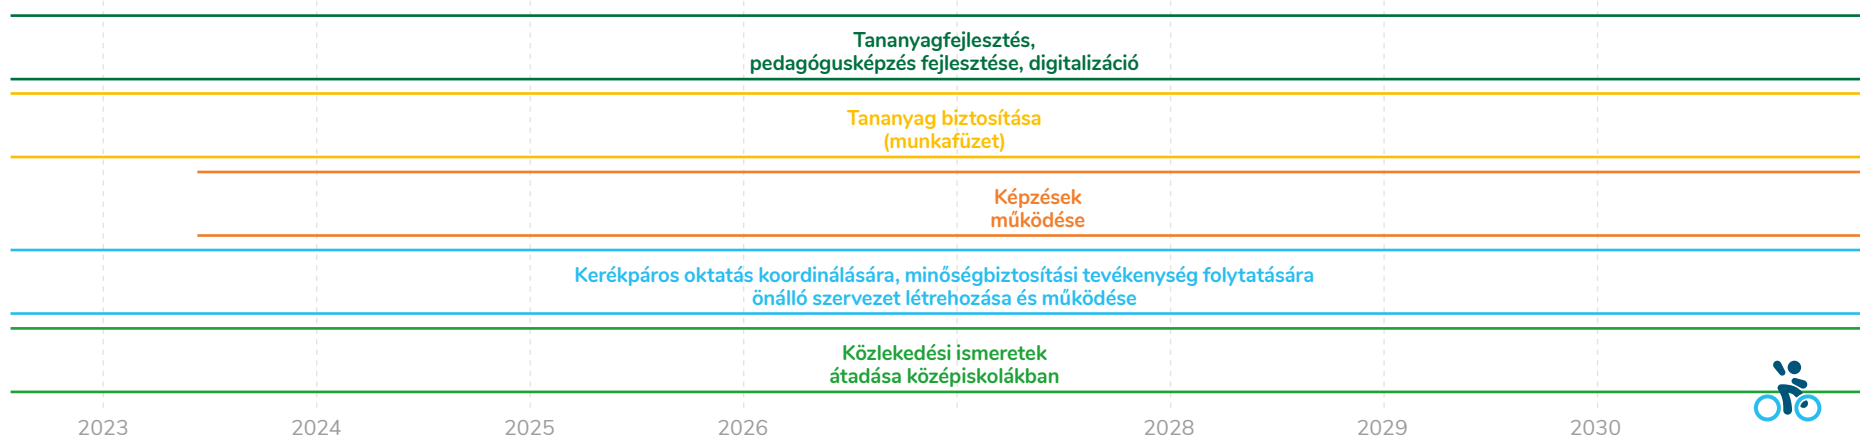 Tananyagfejlesztés,
pedagógusképzés fejlesztése, digitalizáció
Tananyag biztosítása
(munkafüzet)
Képzések
működése
Kerékpáros oktatás koordinálására, minőségbiztosítási tevékenység folytatására
önálló szervezet létrehozása és működése
Közlekedési ismeretek
átadása középiskolákban
2023 2024 2025 2026 2028 2029 2030